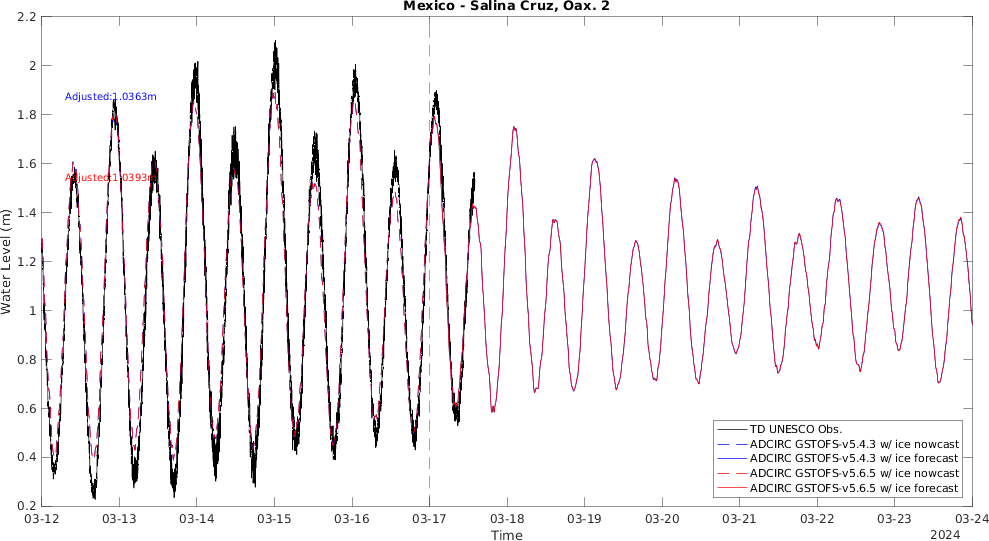 Mexico - Salina Cruz, Oax. 2
2.2
2
1.8
1.6
1.4
1.2
1
0.8
0.6
0.4
0.2
Water Level (m)
Adjusted:1.0363m
Adjusted:1.0393m
TD UNESCO Obs.
ADCIRC GSTOFS-v5.4.3 w/ ice nowcast
ADCIRC GSTOFS-v5.4.3 w/ ice forecast
ADCIRC GSTOFS-v5.6.5 w/ ice nowcast
ADCIRC GSTOFS-v5.6.5 w/ ice forecast
03-12 03-13 03-14 03-15 03-16 03-17 03-18 03-19 03-20 03-21 03-22 03-23 03-24
Time
2024